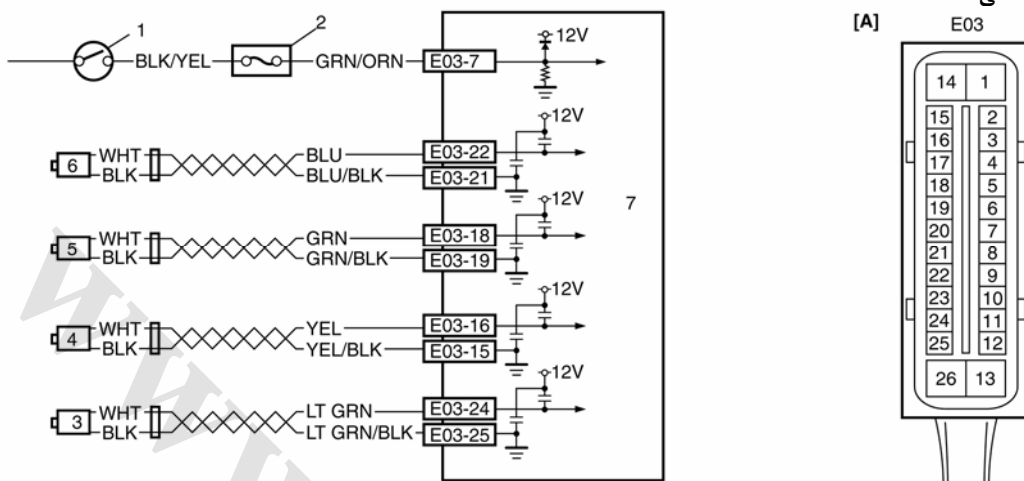 ي
[A] E03
1
2
BLK/YEL GRN/ORN E03-7 12V
12V
6 WHT BLU E03-22
BLK BLU/BLK E03-21
12V
7
5 WHT GRN E03-18
BLK GRN/BLK E03-19
12V
4 WHT YEL E03-16
BLK YEL/BLK E03-15
12V
3 WHT LT GRN E03-24
BLK LT GRN/BLK E03-25
14 1
15 2
16 3
17 4
18 5
19 6
20 7
21 8
22 9
23 10
24 11
25 12
26 13
WWW